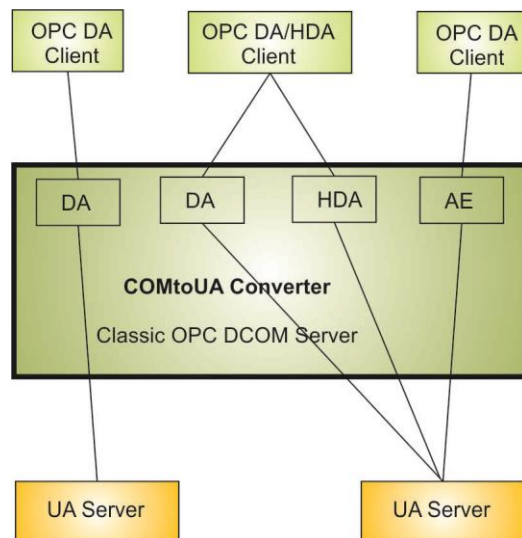 OPC DA
Client
OPC DA/HDA
Client
OPC DA
Client
DA
DA
HDA
AE
COMtoUA Converter
Classic OPC DCOM Server
UA Server
UA Server